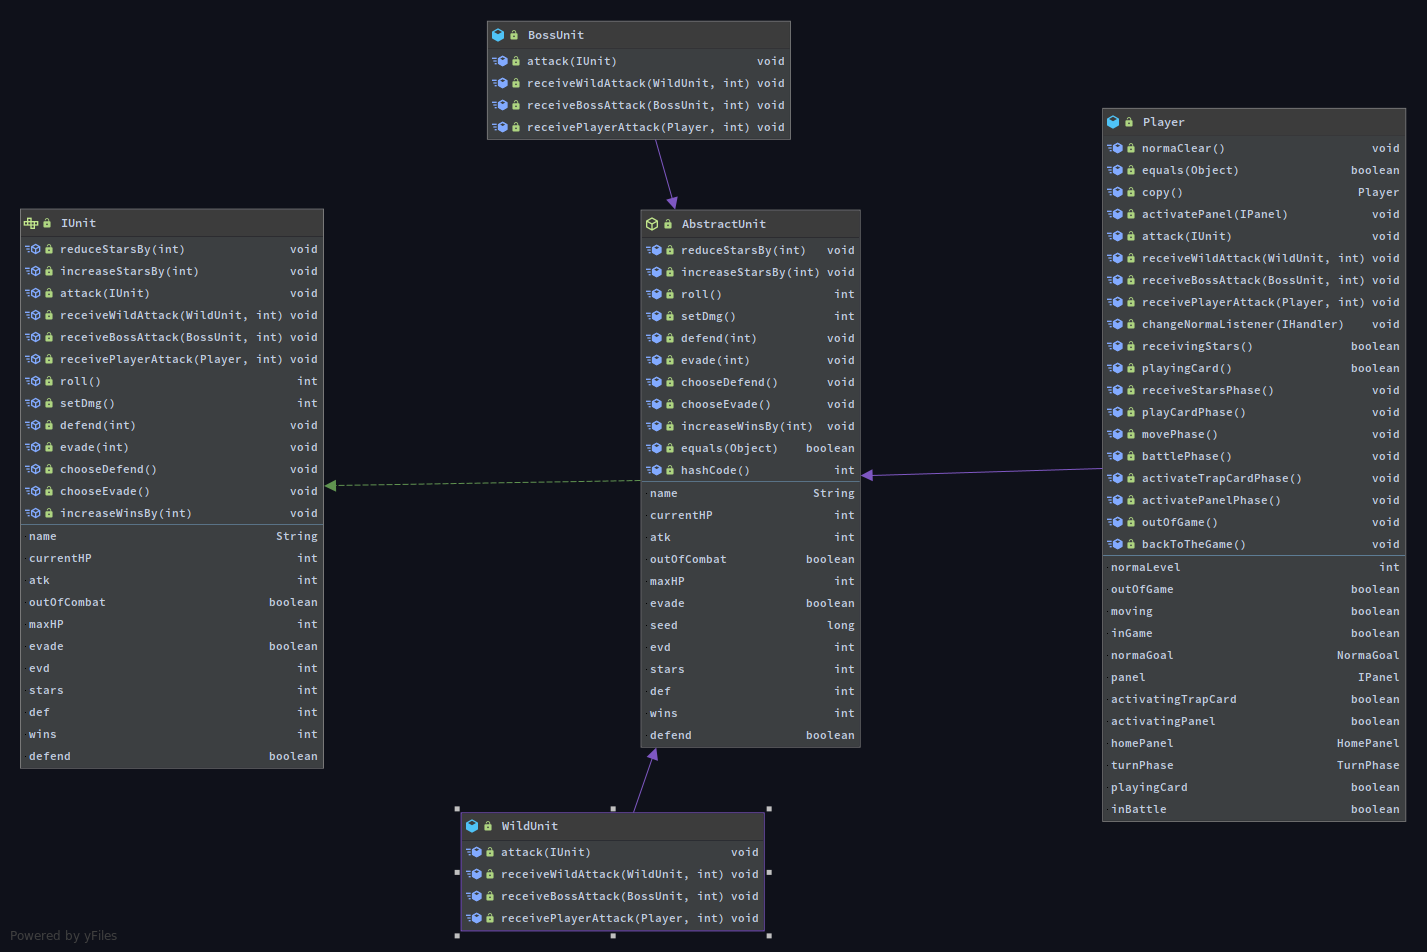 BossUnit
attack(IUnit) void
receiveWildAttack(WildUnit, int) void
receiveBossAttack(BossUnit, int) void
receivePlayerAttack(Player, int) void
IUnit
reduceStarsBy(int) void
increaseStarsBy(int) void
attack(IUnit) void
receiveWildAttack(WildUnit, int) void
receiveBossAttack(BossUnit, int) void
receivePlayerAttack(Player, int) void
roll() int
setDmg() int
defend(int) void
evade(int) void
chooseDefend() void
chooseEvade() void
increaseWinsBy(int) void
name String
currentHP int
atk int
outOfCombat boolean
maxHP int
evade boolean
evd int
stars int
def int
wins int
defend boolean
AbstractUnit
reduceStarsBy(int) void
increaseStarsBy(int) void
roll() int
setDmg() int
defend(int) void
evade(int) void
chooseDefend() void
chooseEvade() void
increaseWinsBy(int) void
equals(Object) boolean
hashCode() int
name String
currentHP int
atk int
outOfCombat boolean
maxHP int
evade boolean
seed long
evd int
stars int
def int
wins int
defend boolean
Player
normaClear() void
equals(Object) boolean
copy() Player
activatePanel(IPanel) void
attack(IUnit) void
receiveWildAttack(WildUnit, int) void
receiveBossAttack(BossUnit, int) void
receivePlayerAttack(Player, int) void
changeNormaListener(IHandler) void
receivingStars() boolean
playingCard() boolean
receiveStarsPhase() void
playCardPhase() void
movePhase() void
battlePhase() void
activateTrapCardPhase() void
activatePanelPhase() void
outOfGame() void
backToTheGame() void
normaLevel int
outOfGame boolean
moving boolean
inGame boolean
normaGoal NormaGoal
panel IPanel
activatingTrapCard boolean
activatingPanel boolean
homePanel HomePanel
turnPhase TurnPhase
playingCard boolean
inBattle boolean
WildUnit
attack(IUnit) void
receiveWildAttack(WildUnit, int) void
receiveBossAttack(BossUnit, int) void
receivePlayerAttack(Player, int) void
Powered by yFiles